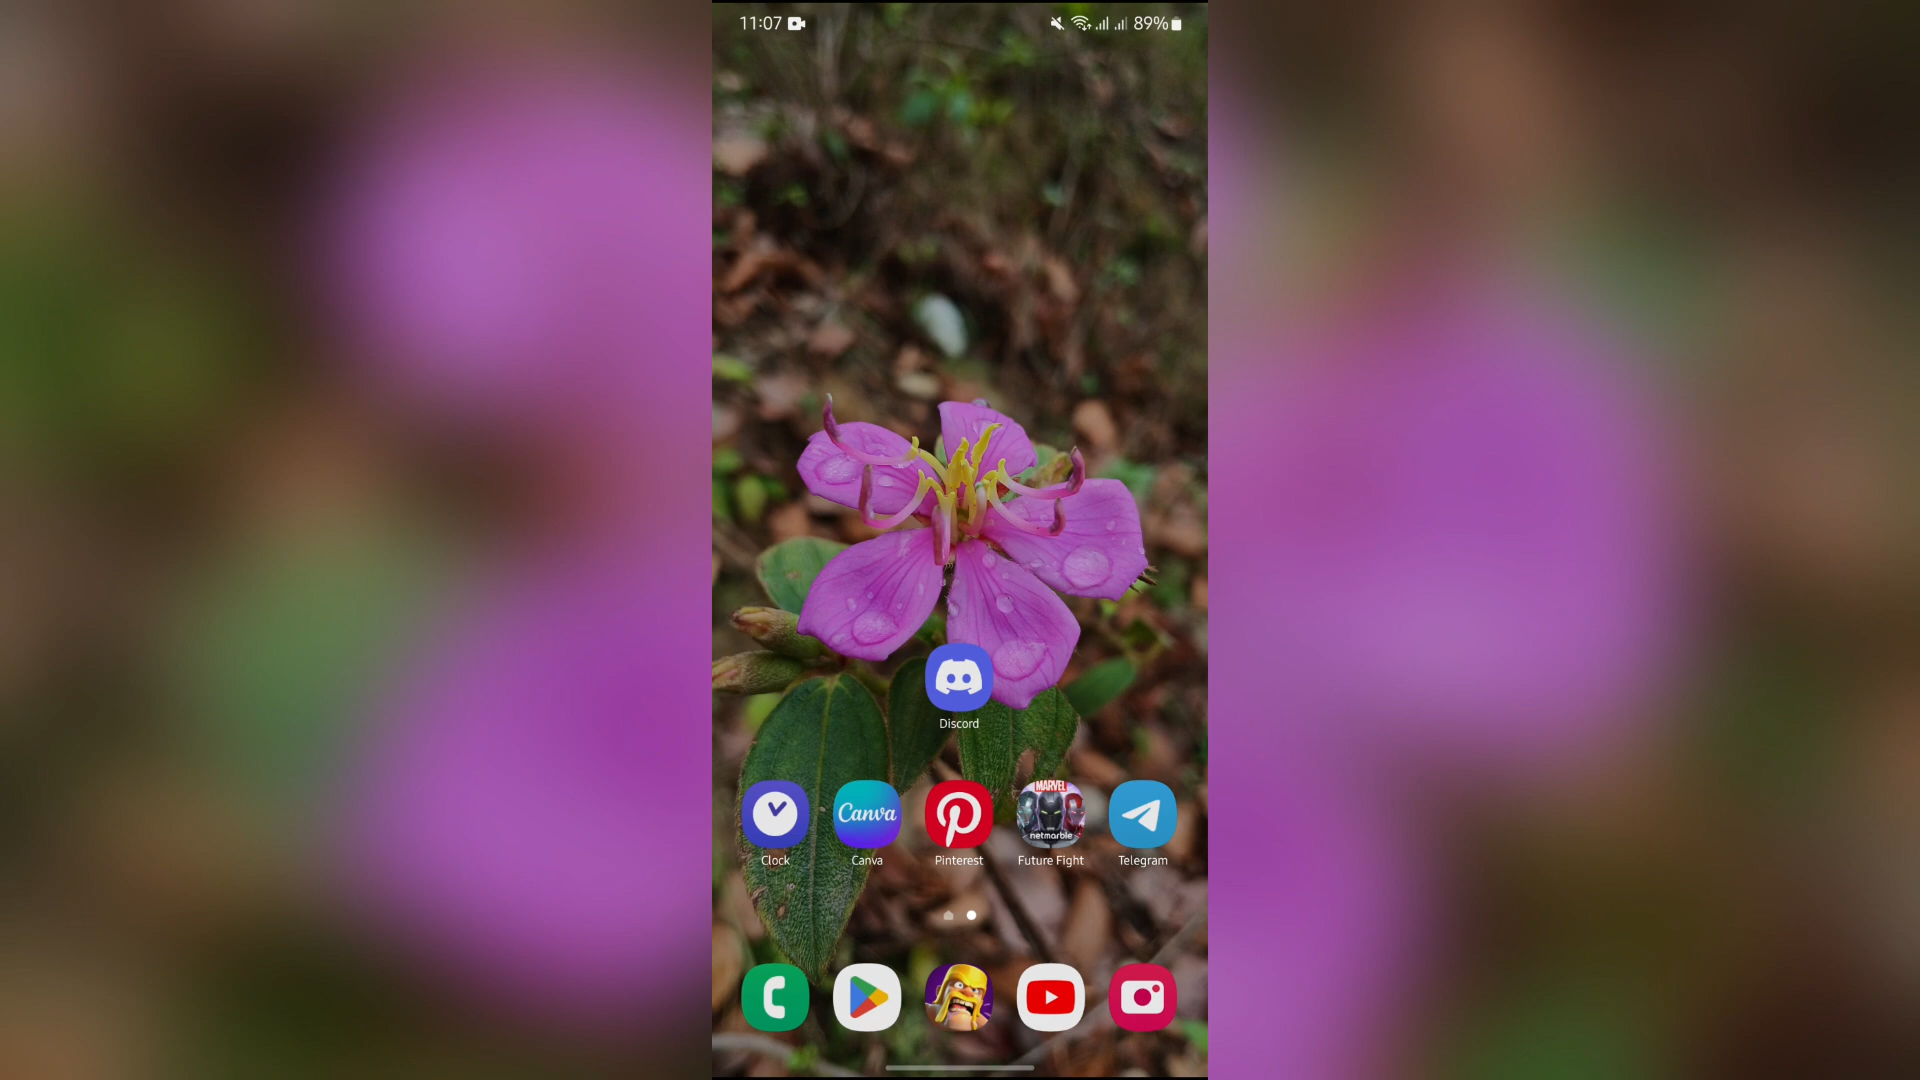 11:07
89%
Discord
Canva
MARVEL
netmarble
Clock
Canva
Pinterest
Future Fight
Telegram